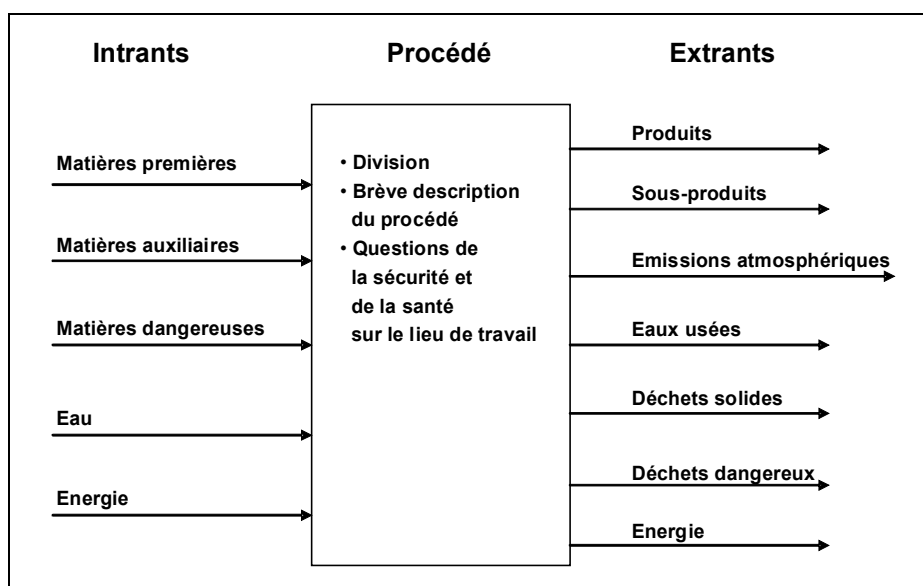 Intrants
Procédé
Extrants
Matières premières
Matières auxiliaires
Matières dangereuses
Eau
Energie
• Division
• Brève description
du procédé
• Questions de
la sécurité et
de la santé
sur le lieu de travail
Produits
Sous-produits
Emissions atmosphériques
Eaux usées
Déchets solides
Déchets dangereux
Energie